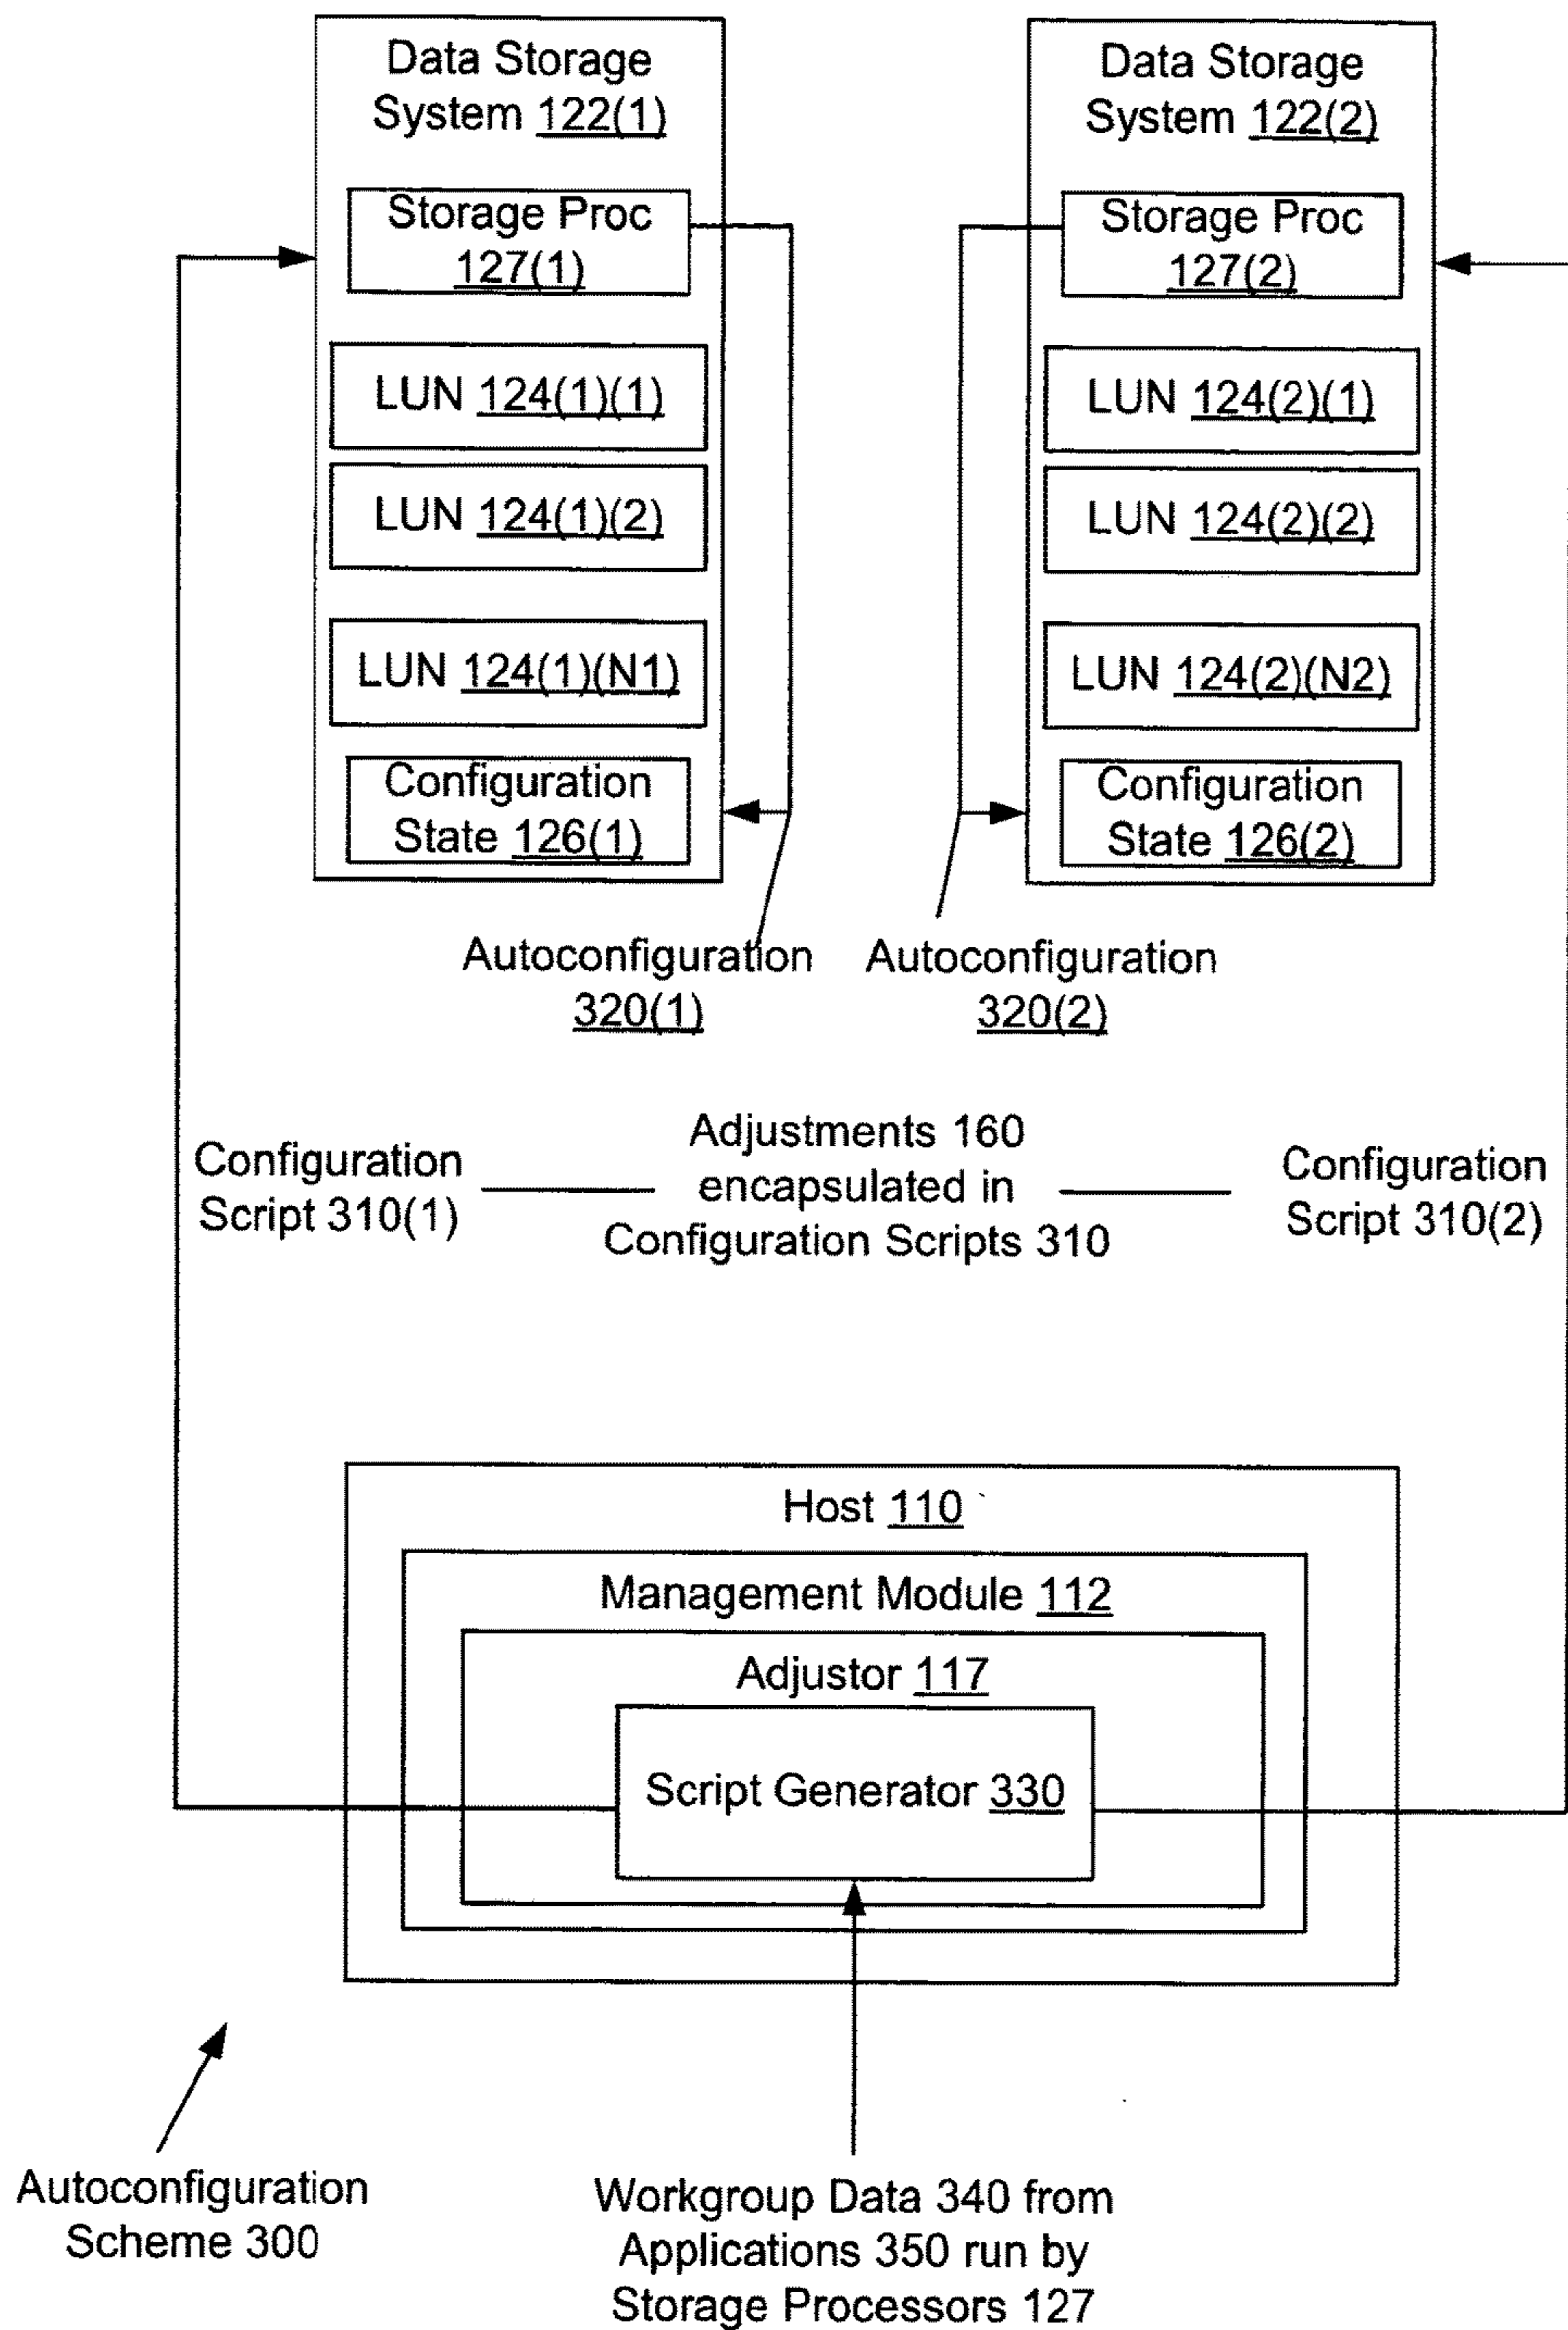 Data Storage
System 122(1)
Storage Proc
127(1)
LUN 124(1)(1)
LUN 124(1)(2)
LUN 124(1)(N1)
Configuration
State 126(1)
Data Storage
System 122(2)
Storage Proc
127(2)
LUN 124(2)(1)
LUN 124(2)(2)
LUN 124(2)(N2)
Configuration
State 126(2)
Autoconfiguration
320(1)
Autoconfiguration
320(2)
Configuration
Script 310(1)
Adjustments 160
encapsulated in
Configuration Scripts 310
Configuration
Script 310(2)
Host 110
Management Module 112
Adjustor 117
Script Generator 330
Autoconfiguration
Scheme 300
Workgroup Data 340 from
Applications 350 run by
Storage Processors 127